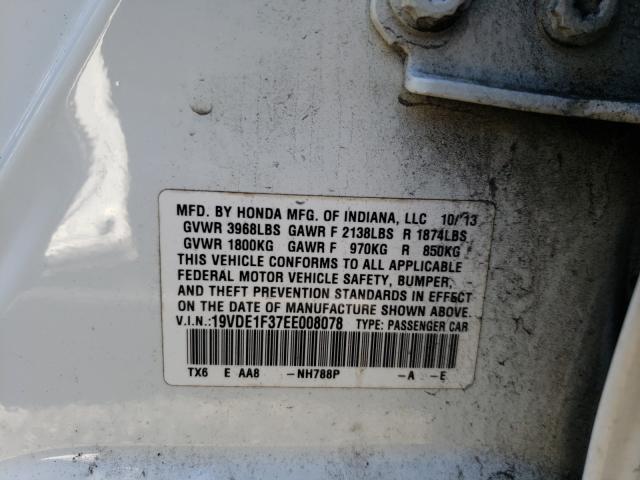 MFD. BY HONDA MFG. OF INDIANA, LLC 10/13
GVWR 3968LBS GAWR F 2138LBS R 1874LBS
GVWR 1800KG GAWR F 970KG R 850KG
THIS VEHICLE CONFORMS TO ALL APPLICABLE
FEDERAL MOTOR VEHICLE SAFETY, BUMPER,
AND THEFT PREVENTION STANDARDS IN EFFECT
ON THE DATE OF MANUFACTURE SHOWN ABOVE.
V.I.N.:19VDE1F37EE008078 TYPE: PASSENGER CAR
TX6 E AA8 -NH788P -A -E